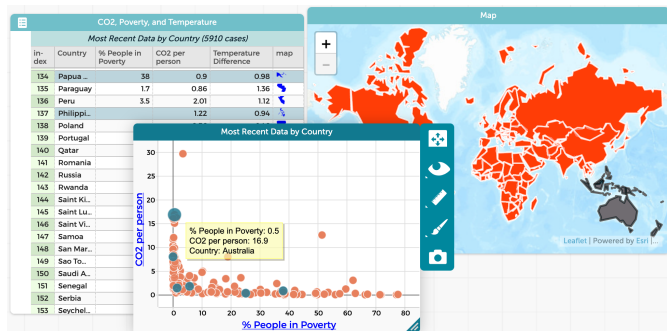 CO2, Poverty, and Temperature
Most Recent Data by Country (5910 cases)
in-dex Country % People in Poverty CO2 per person Temperature Difference map
134 Papua ... 38 0.9 0.98
135 Paraguay 1.7 0.86 1.36
136 Peru 3.5 2.01 1.12
137 Philippi... 1.22 0.94
138 Poland
139 Portugal
140 Qatar
141 Romania
142 Russia
143 Rwanda
144 Saint Ki...
145 Saint Lu...
146 Saint Vi...
147 Samoa
148 San Mar...
149 Sao To...
150 Saudi A...
151 Senegal
152 Serbia
153 Seychel...
Map
+
−
Leaflet | Powered by Esri |...
Most Recent Data by Country
CO2 per person
30
25
20
15
10
5
0
% People in Poverty: 0.5
CO2 per person: 16.9
Country: Australia
0 10 20 30 40 50 60 70 80
% People in Poverty